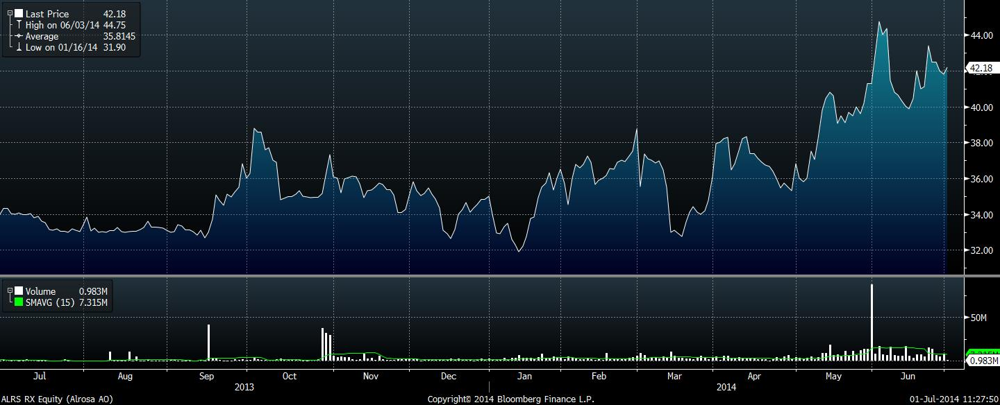 Last Price 42.18
High on 06/03/14 44.75
Average 35.8145
Low on 01/16/14 31.90
44.00
42.18
40.00
38.00
36.00
34.00
32.00
Volume 0.983M
SMAVG (15) 7.315M
50M
0.983M
Jul Aug Sep Oct Nov Dec Jan Feb Mar Apr May Jun
2013 2014
ALRS RX Equity (Alrosa AO) Copyright© 2014 Bloomberg Finance L.P. 01-Jul-2014 11:27:50